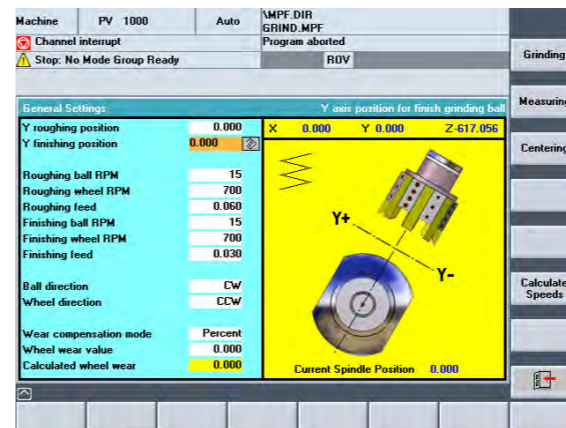 Machine PV 1000 Auto \MPF.DIR
GRIND.MPF
Channel interrupt Program aborted
Stop: No Mode Group Ready ROV
Grinding
General Settings Y axis position for finish grinding ball
Measuring
Y roughing position 0.000
X 0.000 Y 0.000 Z-617.056
Y finishing position 0.000
Centering
Roughing ball RPM 15
Roughing wheel RPM 700
Roughing feed 0.060
Finishing ball RPM 15
Finishing wheel RPM 700
Finishing feed 0.030
Y+
Y-
Ball direction CW
Wheel direction CCW
Calculate
Speeds
Wear compensation mode Percent
Wheel wear value 0.000
Calculated wheel wear 0.000
Current Spindle Position 0.000